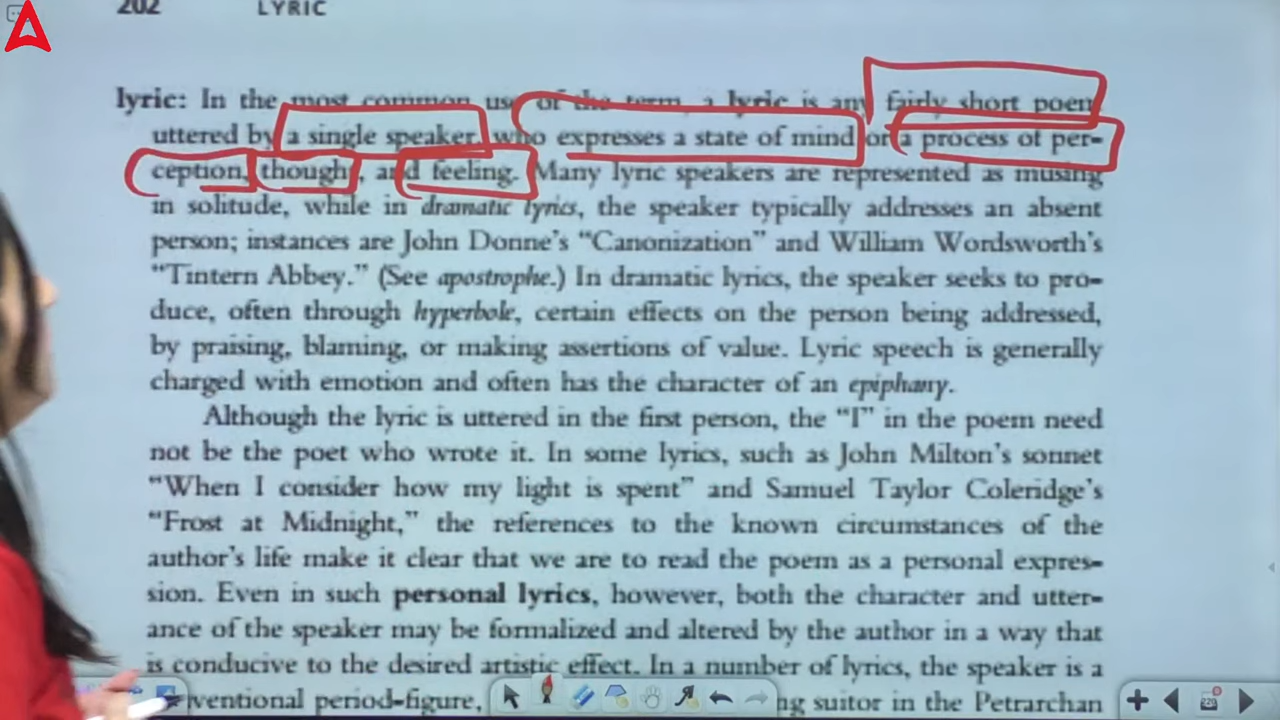 202 LYRIC
lyric: In the most common use of the term, a lyric is any fairly short poem
uttered by a single speaker, who expresses a state of mind or a process of per-
ception, though, and feeling. Many lyric speakers are represented as musing
in solitude, while in dramatic lyrics, the speaker typically addresses an absent
person; instances are John Donne's “Canonization” and William Wordsworth's
“Tintern Abbey.” (See apostrophe.) In dramatic lyrics, the speaker seeks to pro-
duce, often through hyperbole, certain effects on the person being addressed,
by praising, blaming, or making assertions of value. Lyric speech is generally
charged with emotion and often has the character of an epiphany.
Although the lyric is uttered in the first person, the “I” in the poem need
not be the poet who wrote it. In some lyrics, such as John Milton's sonnet
“When I consider how my light is spent” and Samuel Taylor Coleridge's
“Frost at Midnight,” the references to the known circumstances of the
author's life make it clear that we are to read the poem as a personal expres-
sion. Even in such personal lyrics, however, both the character and utter-
ance of the speaker may be formalized and altered by the author in a way that
is conducive to the desired artistic effect. In a number of lyrics, the speaker is a
period-figure, suitor in the Petrarchan